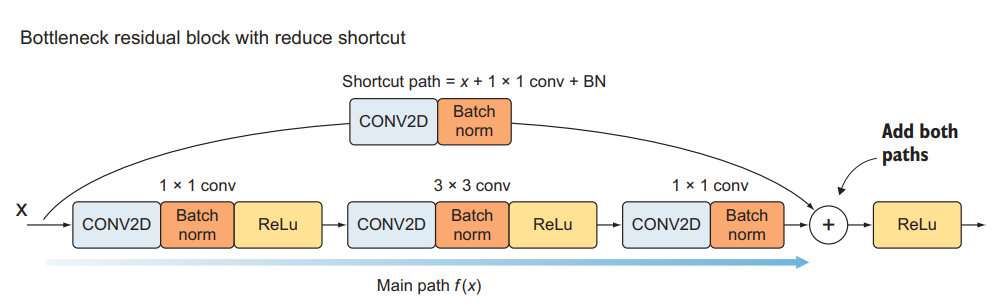 Bottleneck residual block with reduce shortcut
Shortcut path = x + 1 × 1 conv + BN
CONV2D
Batch
norm
Add both
paths
1 × 1 conv
3 × 3 conv
1 × 1 conv
X
CONV2D
Batch
norm
ReLu
CONV2D
Batch
norm
ReLu
CONV2D
Batch
norm
+
ReLu
Main path f(x)